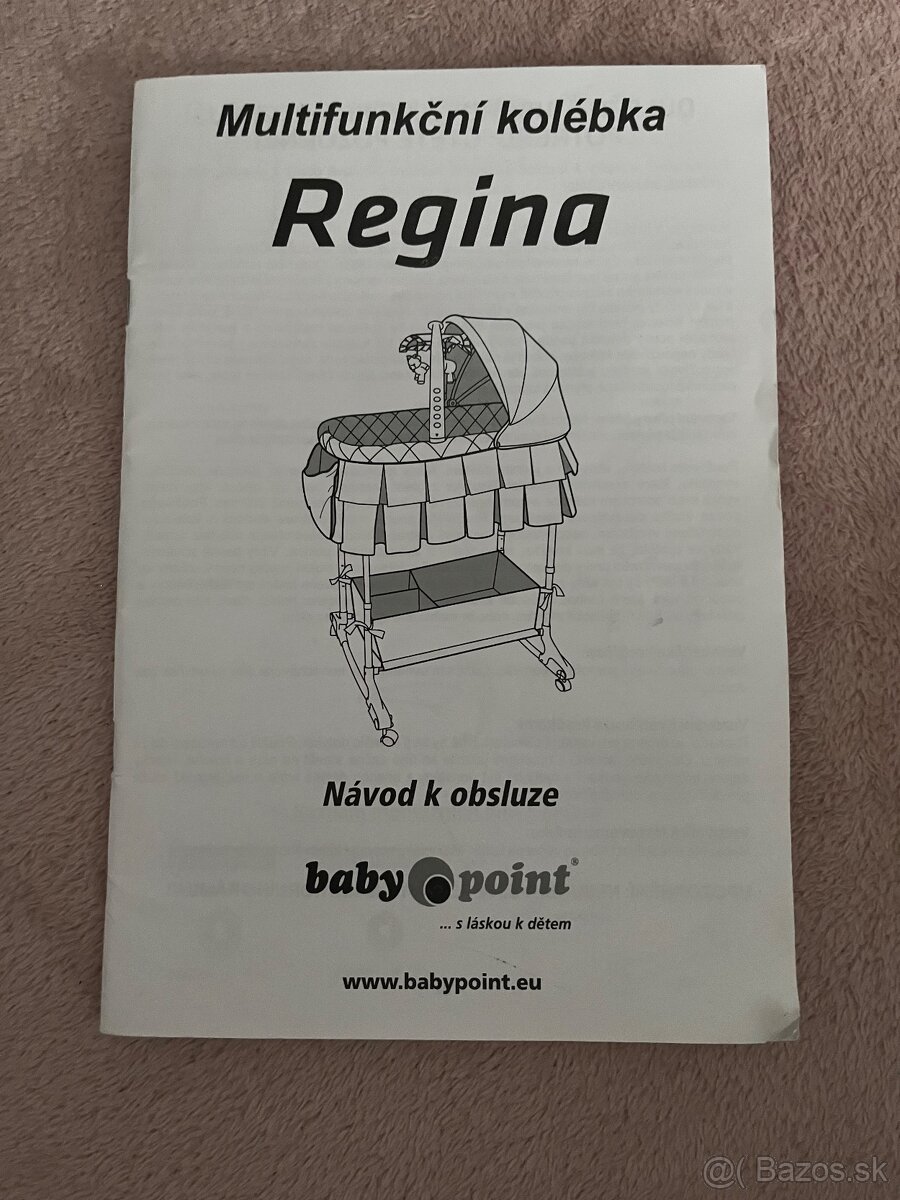 Multifunkční kolébka
Regina
Návod k obsluze
baby point®
... s láskou k dětem
www.babypoint.eu
@( Bazos.sk